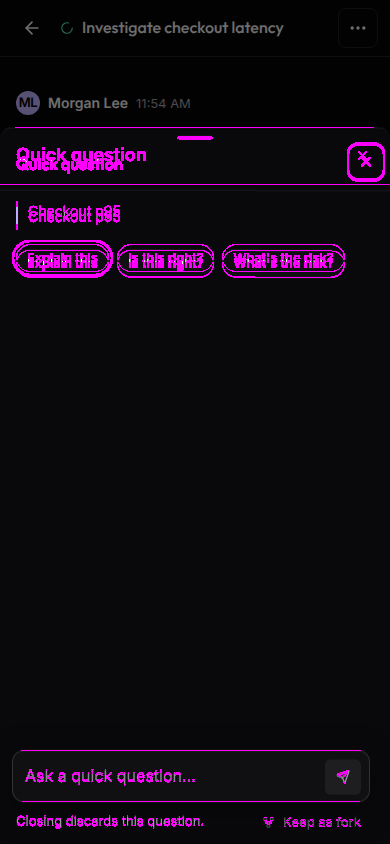 Investigate checkout latency
ML Morgan Lee 11:54 AM
Quick question
Checkout p95
Explain this Is this right? What's the risk?
Ask a quick question...
Closing discards this question. Keep as fork